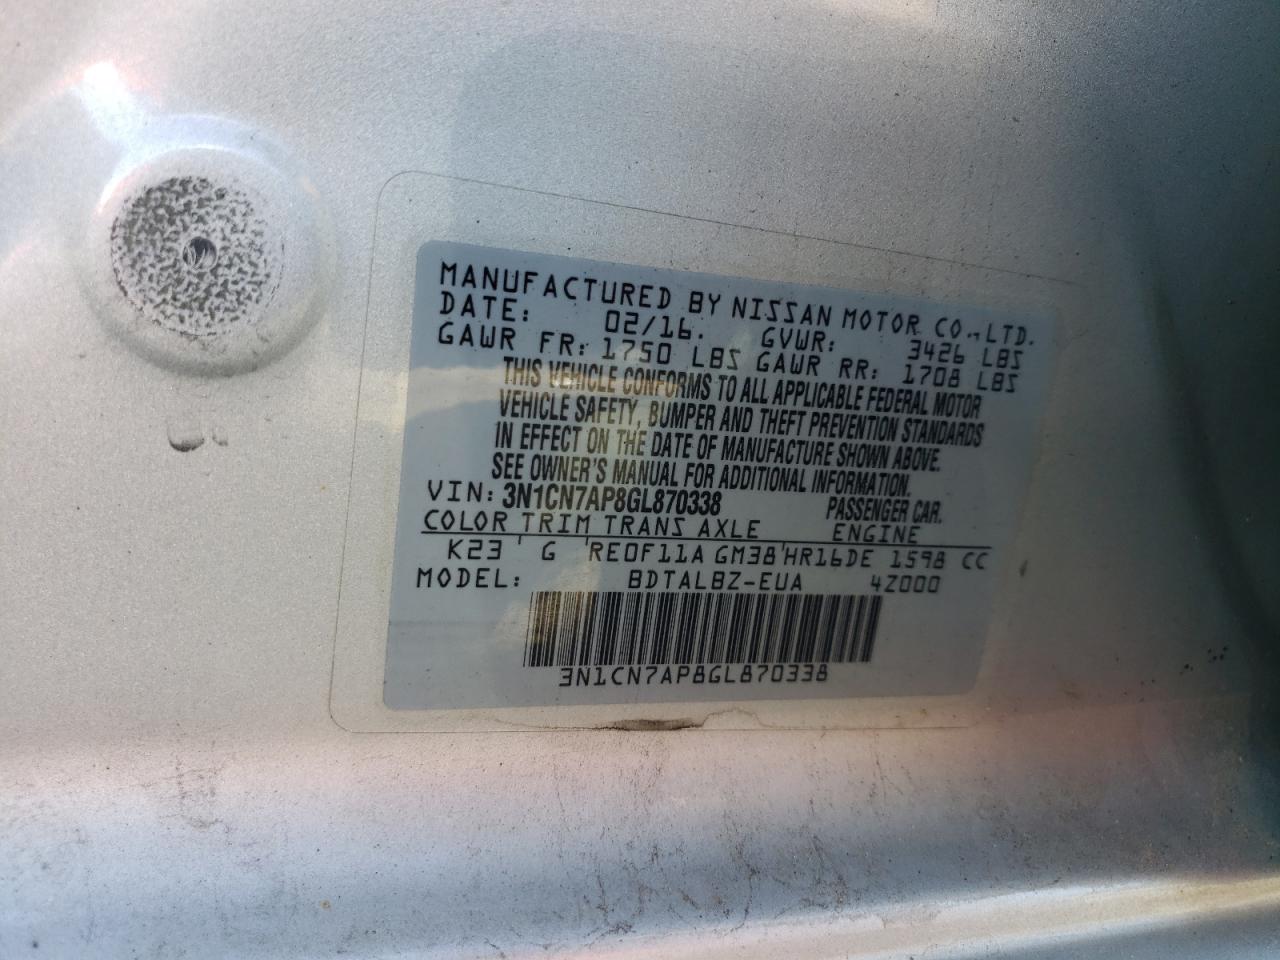 MANUFACTURED BY NISSAN MOTOR CO.,LTD.
DATE: 02/16. GVWR: 3426 LBS
GAWR FR: 1750 LBS GAWR RR: 1708 LBS
THIS VEHICLE CONFORMS TO ALL APPLICABLE FEDERAL MOTOR
VEHICLE SAFETY, BUMPER AND THEFT PREVENTION STANDARDS
IN EFFECT ON THE DATE OF MANUFACTURE SHOWN ABOVE.
SEE OWNER'S MANUAL FOR ADDITIONAL INFORMATION.
VIN: 3N1CN7AP8GL870338 PASSENGER CAR.
COLOR TRIM TRANS AXLE ENGINE
K23 G RE0F11A GM38 HR16DE 1598 CC
MODEL: BDTALBZ-EUA 4Z000
3N1CN7AP8GL870338